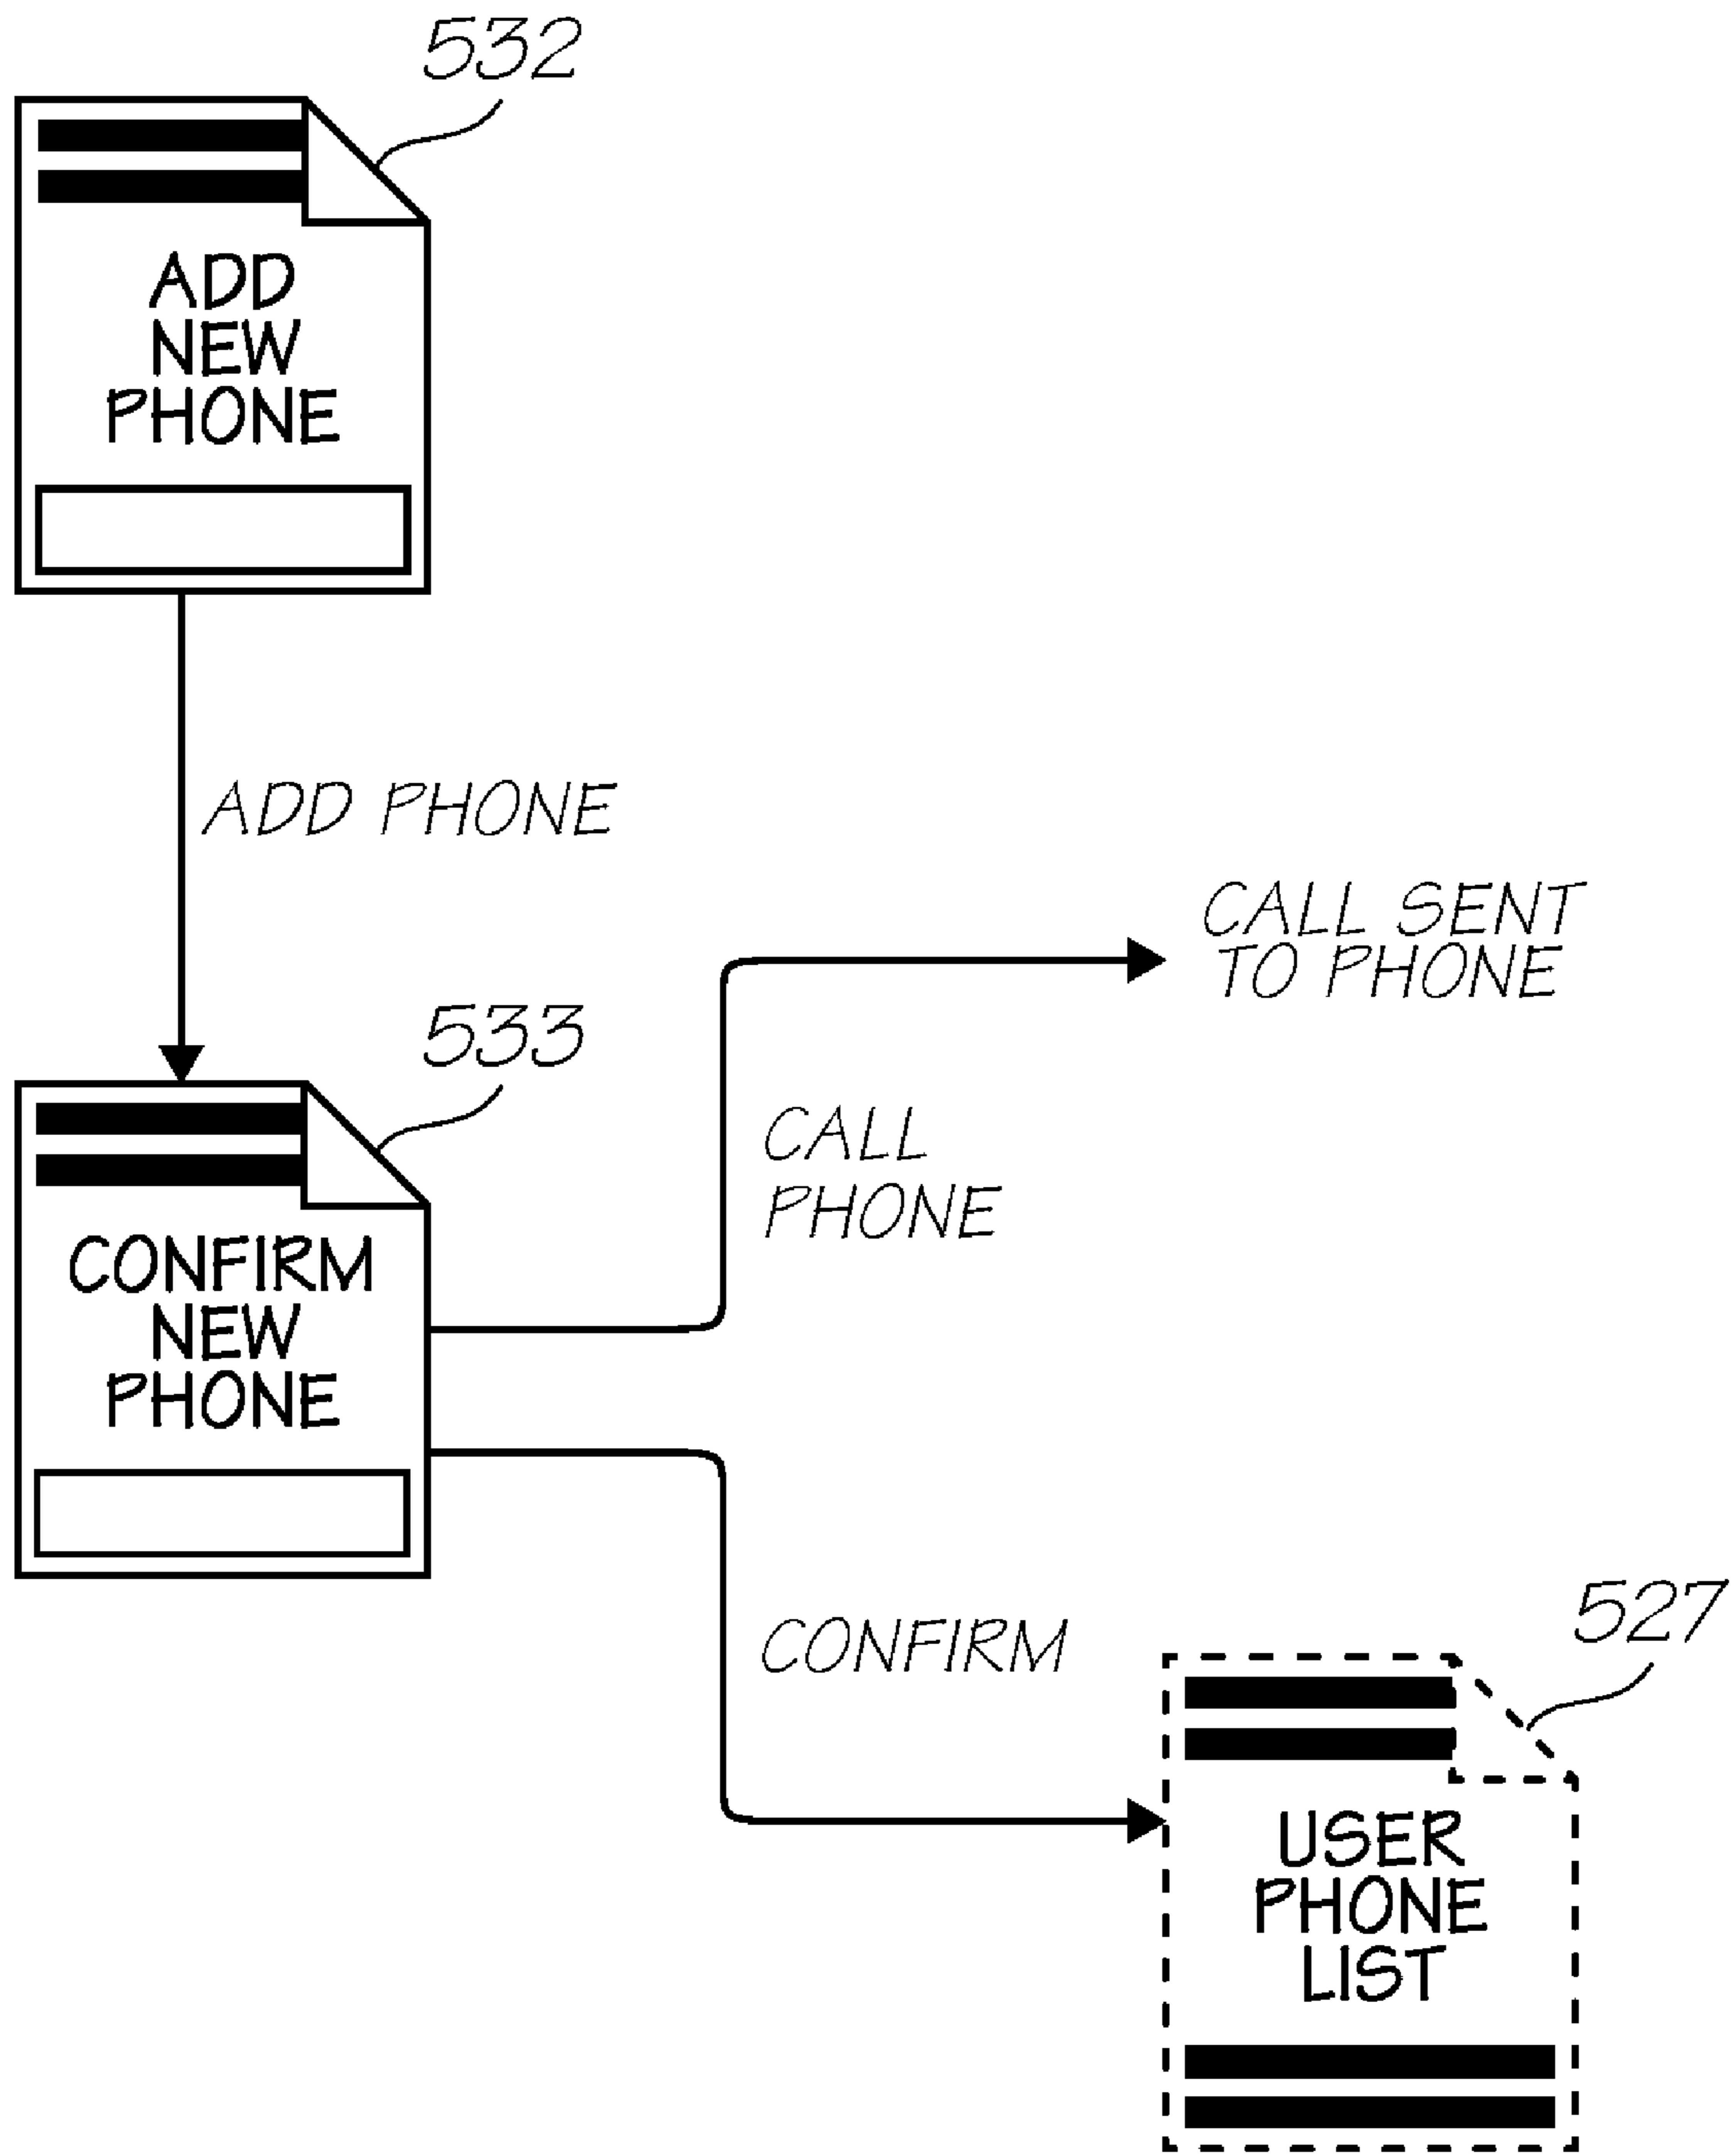 532
ADD
NEW
PHONE
ADD PHONE
CALL SENT
TO PHONE
533
CALL
PHONE
CONFIRM
NEW
PHONE
CONFIRM
527
USER
PHONE
LIST